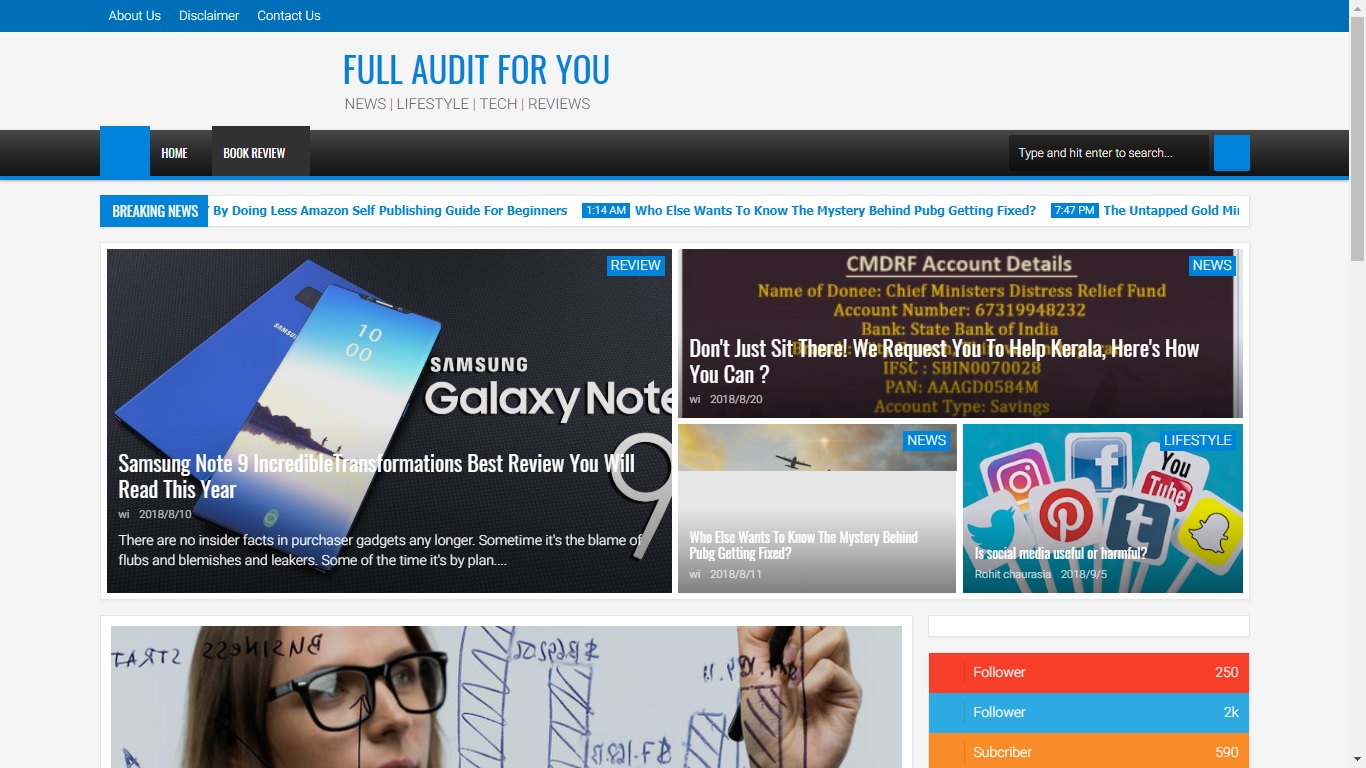 About Us Disclaimer Contact Us
FULL AUDIT FOR YOU
NEWS | LIFESTYLE | TECH | REVIEWS
HOME BOOK REVIEW Type and hit enter to search...
BREAKING NEWS By Doing Less Amazon Self Publishing Guide For Beginners 1:14 AM Who Else Wants To Know The Mystery Behind Pubg Getting Fixed? 7:47 PM The Untapped Gold
REVIEW
SAMSUNG
10
00
SAMSUNG
Galaxy Note
9
Samsung Note 9 IncredibleTransformations Best Review You Will
Read This Year
wi 2018/8/10
There are no insider facts in purchaser gadgets any longer. Sometime it's the blame of
flubs and blemishes and leakers. Some of the time it's by plan....
NEWS
CMDRF Account Details
Name of Donee: Chief Ministers Distress Relief Fund
Account Number: 67319948232
Bank: State Bank of India
IFSC : SBIN0070028
PAN: AAAGD0584M
Account Type: Savings
Don't Just Sit There! We Request You To Help Kerala, Here's How
You Can ?
wi 2018/8/20
NEWS
Who Else Wants To Know The Mystery Behind
Pubg Getting Fixed?
wi 2018/8/11
LIFESTYLE
You
Tube
Is social media useful or harmful?
Rohit chaurasia 2018/9/5
BUSINESS
Follower 250
Follower 2k
Subcriber 590